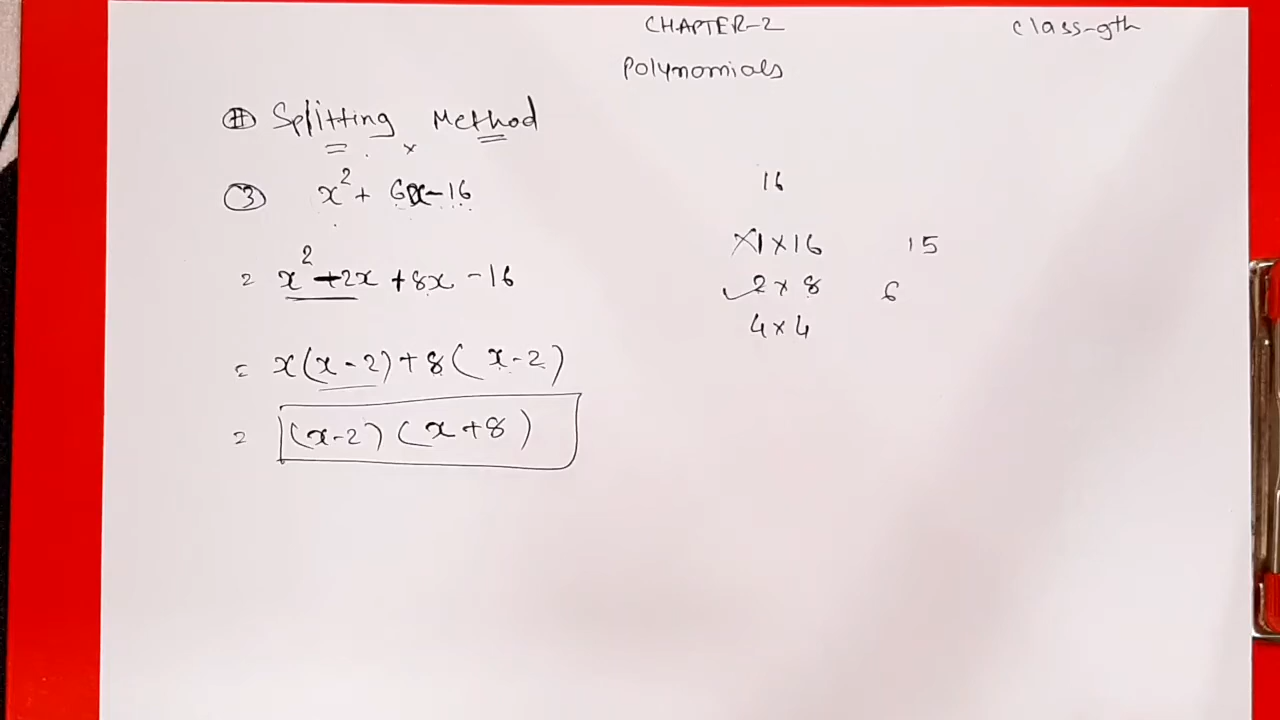 CHAPTER-2 class-9th
Polynomials
# Splitting Method
③ x² + 6x - 16
= x² - 2x + 8x - 16
= x(x - 2) + 8(x - 2)
= (x - 2) (x + 8)
16
1 × 16 15
2 × 8 6
4 × 4